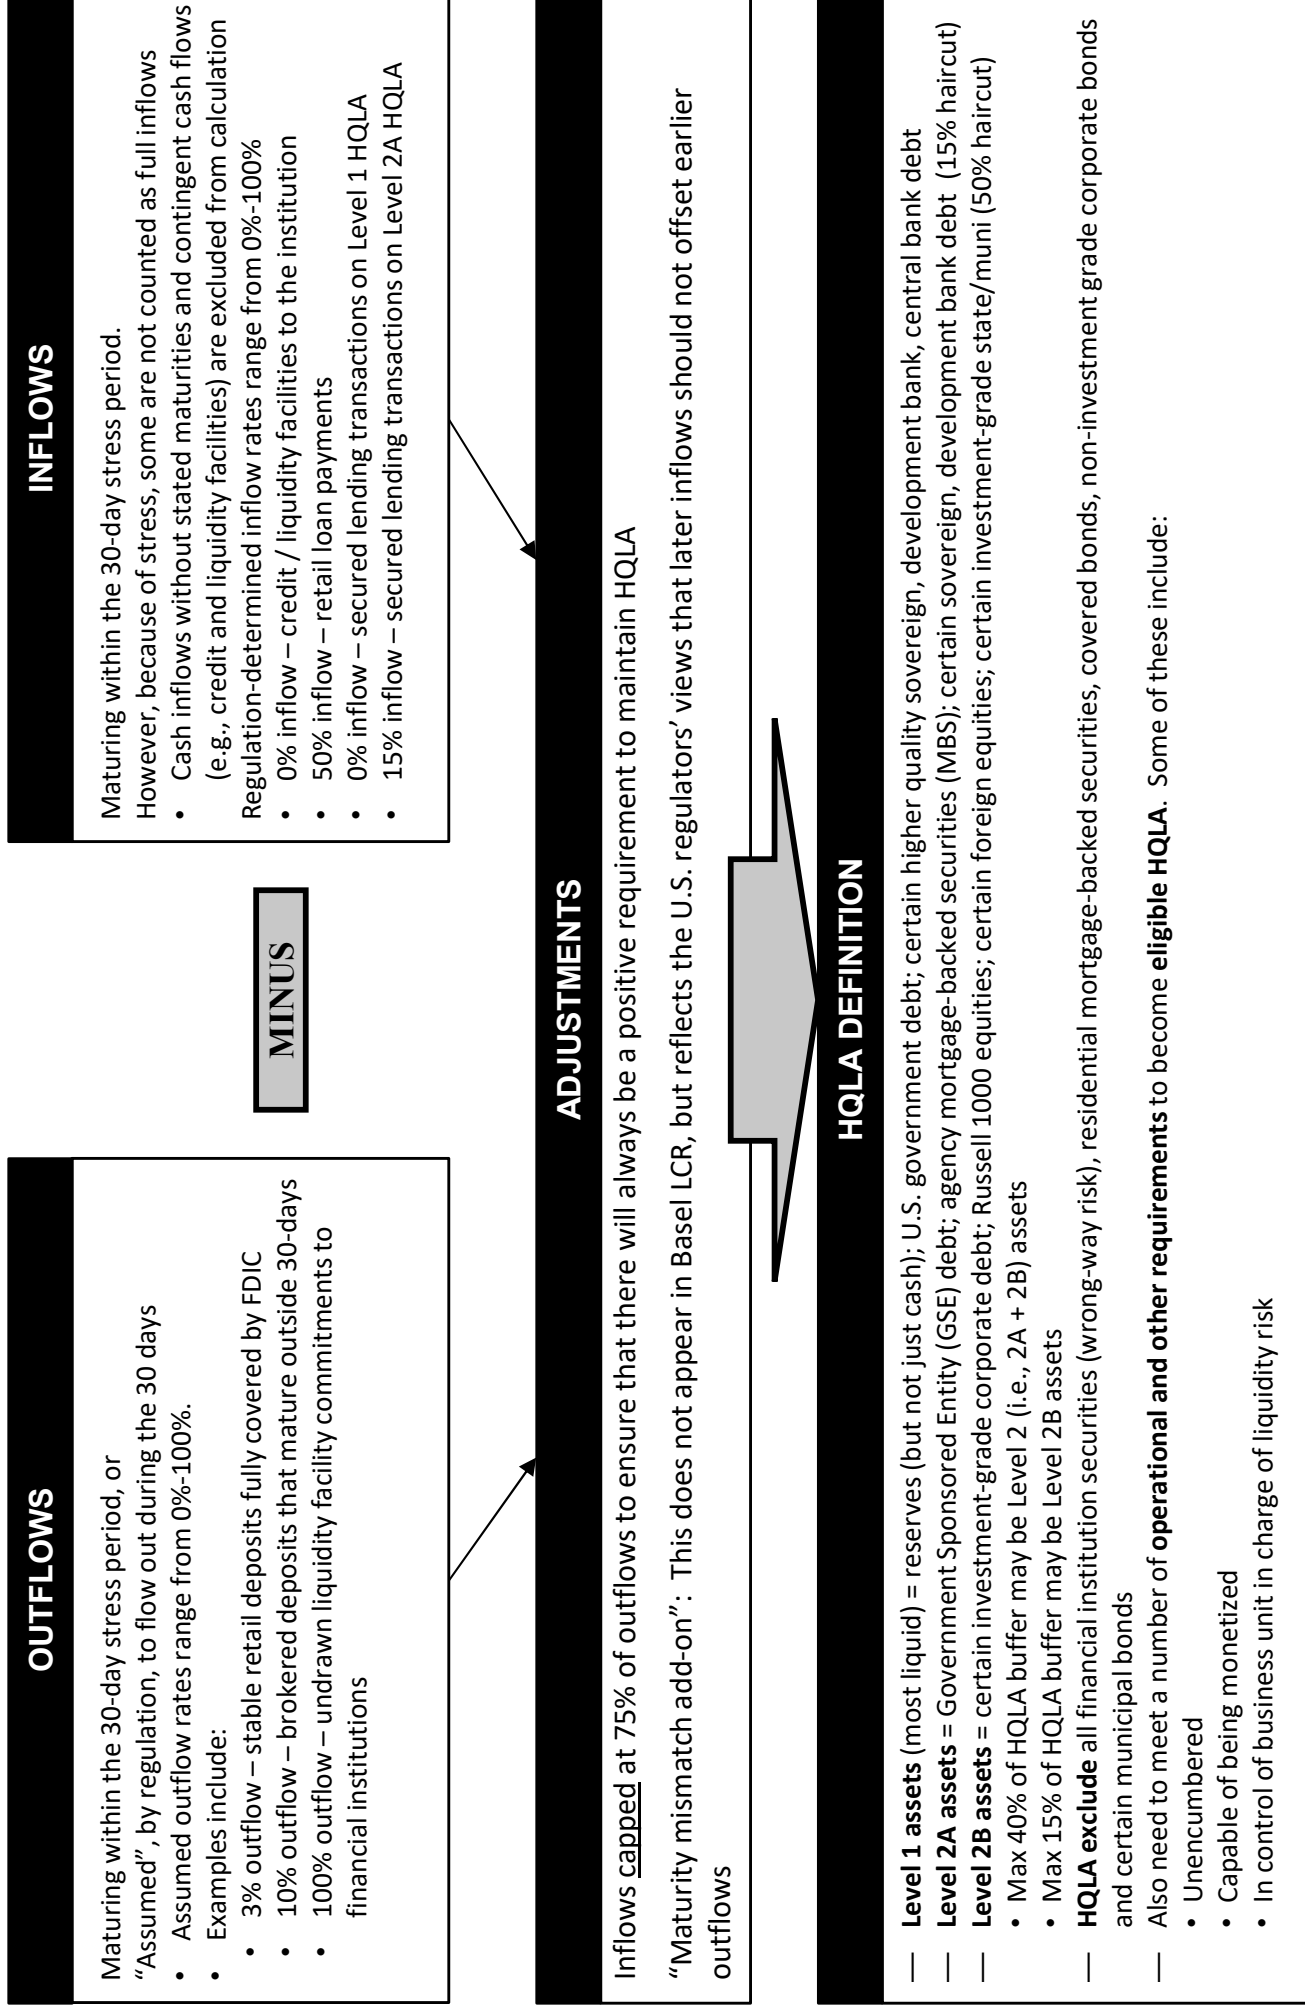 OUTFLOWS
Maturing within the 30-day stress period, or
“Assumed”, by regulation, to flow out during the 30 days
• Assumed outflow rates range from 0%-100%.
• Examples include:
• 3% outflow – stable retail deposits fully covered by FDIC
• 10% outflow – brokered deposits that mature outside 30-days
• 100% outflow – undrawn liquidity facility commitments to
financial institutions
MINUS
INFLOWS
Maturing within the 30-day stress period.
However, because of stress, some are not counted as full inflows
• Cash inflows without stated maturities and contingent cash flows
(e.g., credit and liquidity facilities) are excluded from calculation
Regulation-determined inflow rates range from 0%-100%
• 0% inflow – credit / liquidity facilities to the institution
• 50% inflow – retail loan payments
• 0% inflow – secured lending transactions on Level 1 HQLA
• 15% inflow – secured lending transactions on Level 2A HQLA
ADJUSTMENTS
Inflows capped at 75% of outflows to ensure that there will always be a positive requirement to maintain HQLA
“Maturity mismatch add-on”: This does not appear in Basel LCR, but reflects the U.S. regulators’ views that later inflows should not offset earlier
outflows
HQLA DEFINITION
— Level 1 assets (most liquid) = reserves (but not just cash); U.S. government debt; certain higher quality sovereign, development bank, central bank debt
— Level 2A assets = Government Sponsored Entity (GSE) debt; agency mortgage-backed securities (MBS); certain sovereign, development bank debt (15% haircut)
— Level 2B assets = certain investment-grade corporate debt; Russell 1000 equities; certain foreign equities; certain investment-grade state/muni (50% haircut)
• Max 40% of HQLA buffer may be Level 2 (i.e., 2A + 2B) assets
• Max 15% of HQLA buffer may be Level 2B assets
— HQLA exclude all financial institution securities (wrong-way risk), residential mortgage-backed securities, covered bonds, non-investment grade corporate bonds
and certain municipal bonds
— Also need to meet a number of operational and other requirements to become eligible HQLA. Some of these include:
• Unencumbered
• Capable of being monetized
• In control of business unit in charge of liquidity risk